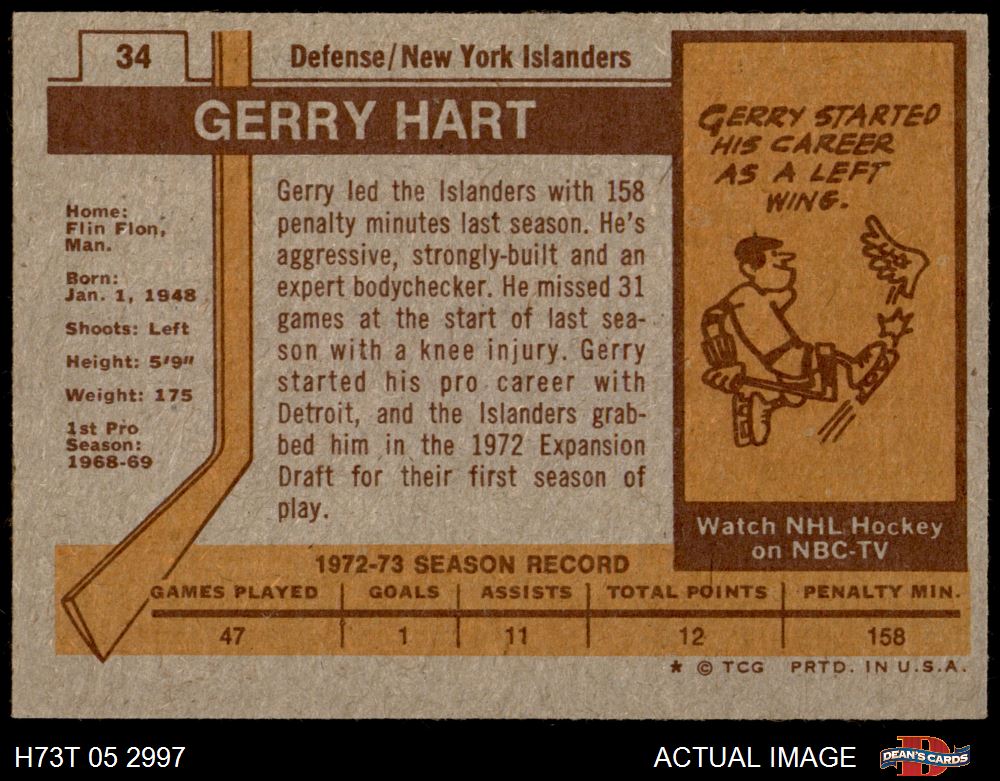 34
Defense/New York Islanders
GERRY HART
Home:
Flin Flon,
Man.
Born:
Jan. 1, 1948
Shoots: Left
Height: 5'9"
Weight: 175
1st Pro
Season:
1968-69
Gerry led the Islanders with 158
penalty minutes last season. He's
aggressive, strongly-built and an
expert bodychecker. He missed 31
games at the start of last sea-
son with a knee injury. Gerry
started his pro career with
Detroit, and the Islanders grab-
bed him in the 1972 Expansion
Draft for their first season of
play.
GERRY STARTED
HIS CAREER
AS A LEFT
WING.
Watch NHL Hockey
on NBC-TV
1972-73 SEASON RECORD
GAMES PLAYED GOALS ASSISTS TOTAL POINTS PENALTY MIN.
47 1 11 12 158
* © TCG PRTD. IN U.S.A.
H73T 05 2997 ACTUAL IMAGE DEAN'S CARDS